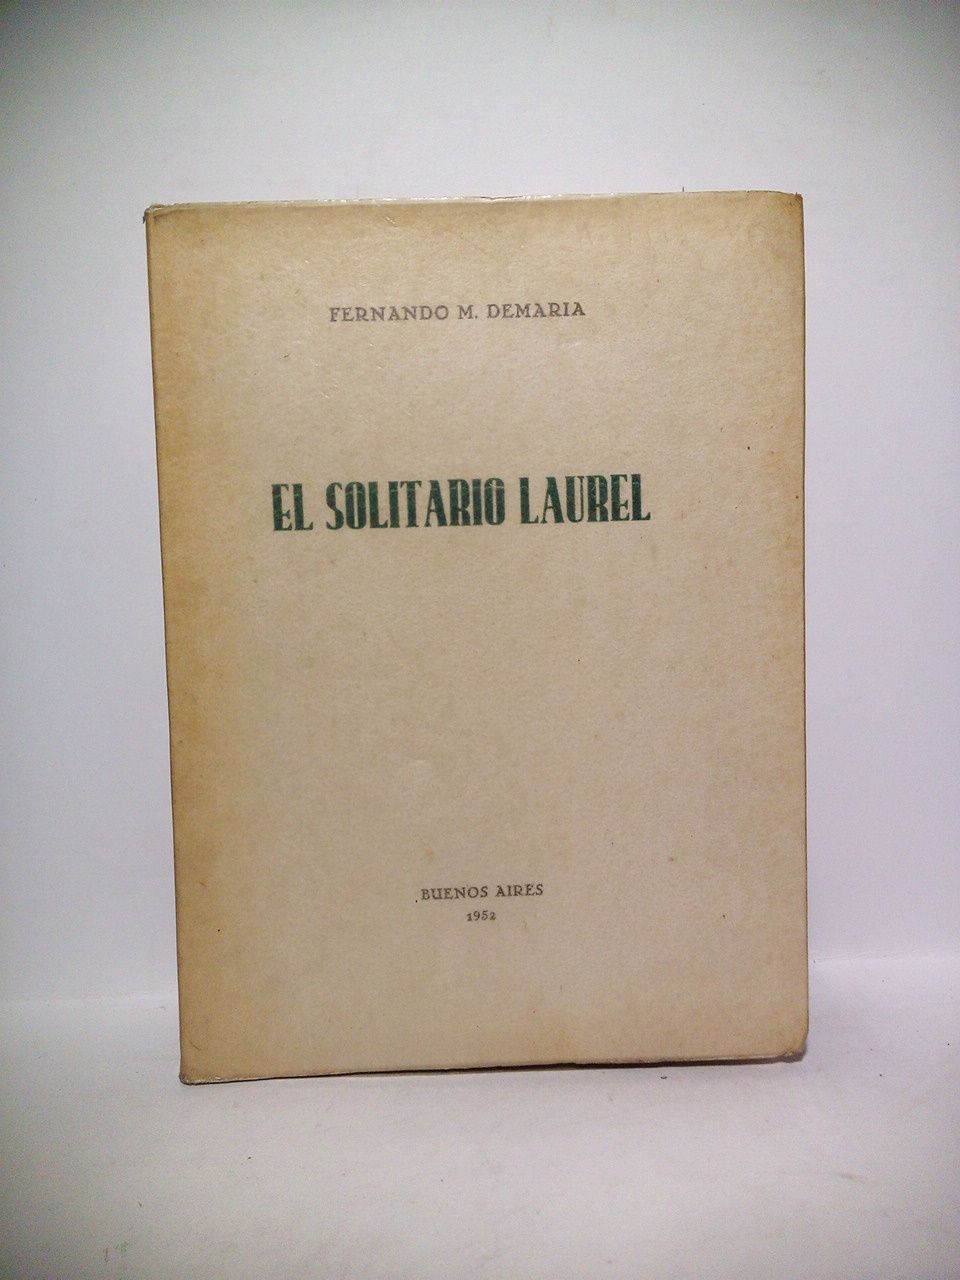 FERNANDO M. DEMARIA
EL SOLITARIO LAUREL
BUENOS AIRES
1952